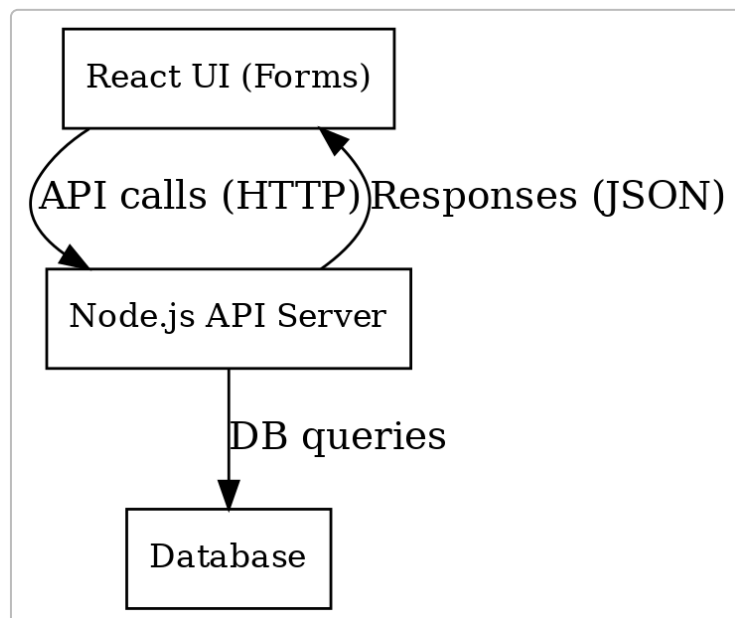 React UI (Forms)
API calls (HTTP)
Responses (JSON)
Node.js API Server
DB queries
Database